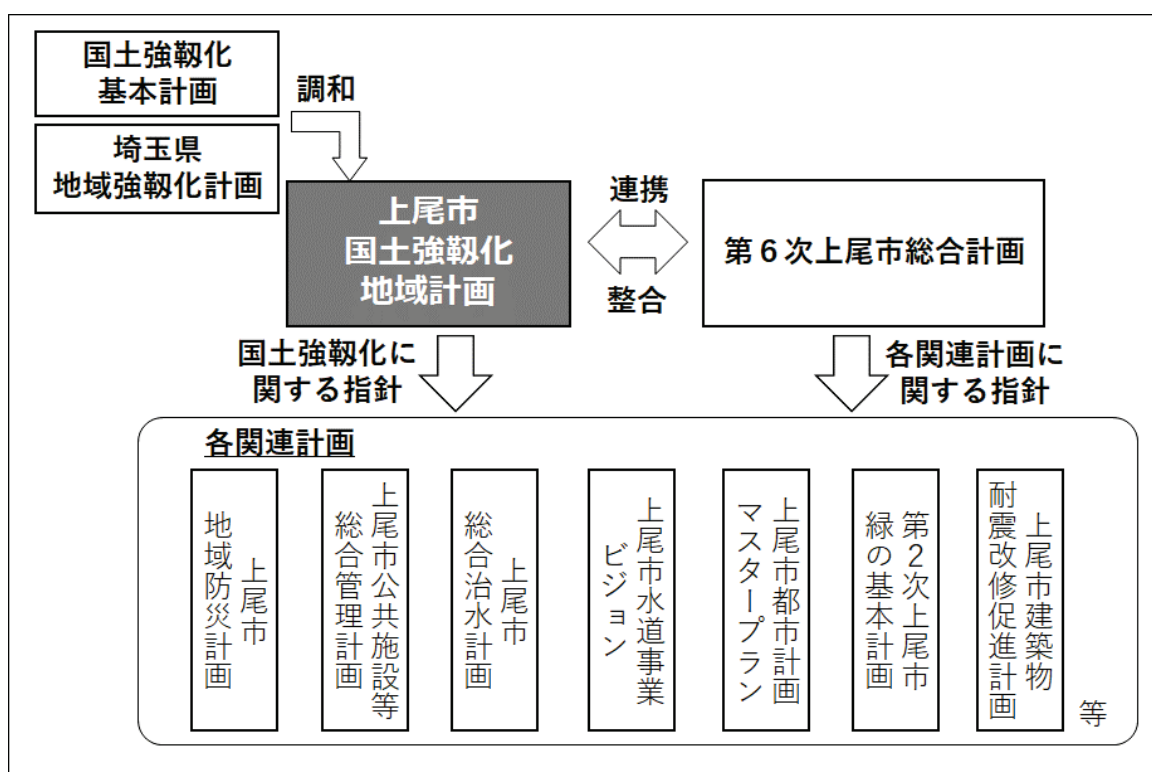 国土強靱化
基本計画
調和
埼玉県
地域強靱化計画
上尾市
国土強靱化
地域計画
連携
整合
第6次上尾市総合計画
国土強靱化に
関する指針
各関連計画に
関する指針
各関連計画
上尾市
地域防災計画
上尾市公共施設等
総合管理計画
上尾市
総合治水計画
上尾市水道事業
ビジョン
上尾市都市計画
マスタープラン
第2次上尾市
緑の基本計画
上尾市建築物
耐震改修促進計画
等